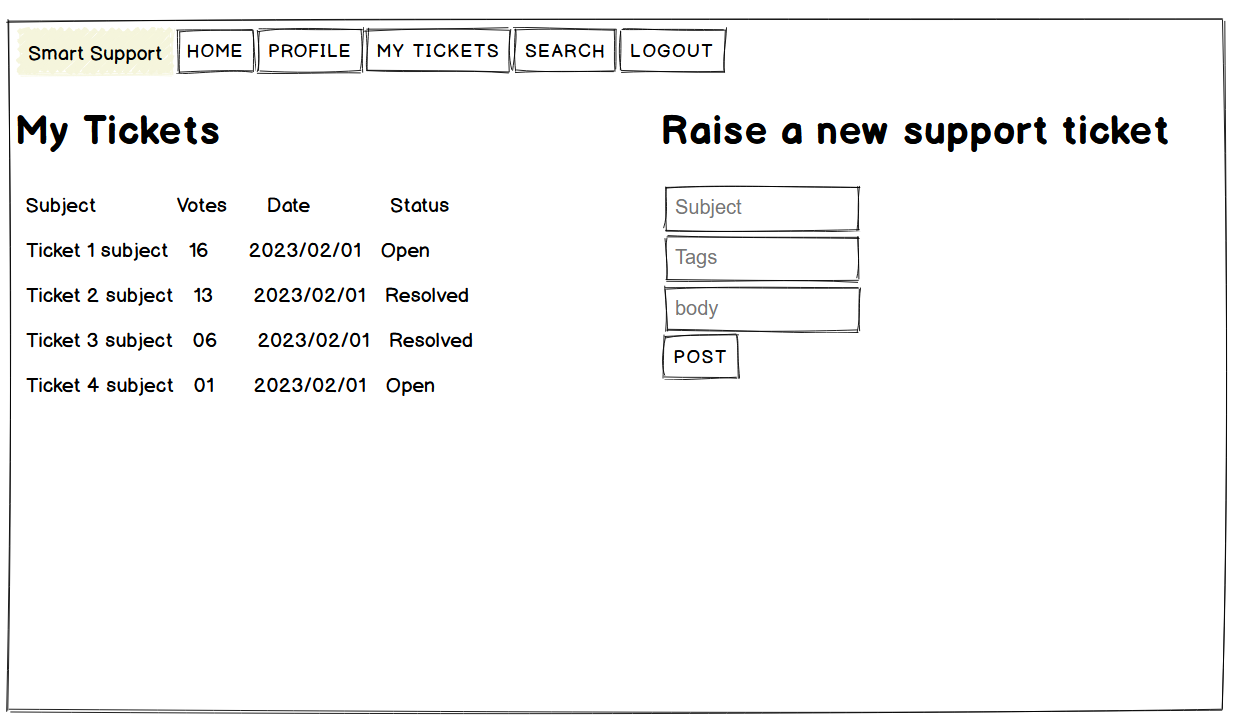 Smart Support HOME PROFILE MY TICKETS SEARCH LOGOUT
My Tickets
Subject Votes Date Status
Ticket 1 subject 16 2023/02/01 Open
Ticket 2 subject 13 2023/02/01 Resolved
Ticket 3 subject 06 2023/02/01 Resolved
Ticket 4 subject 01 2023/02/01 Open
Raise a new support ticket
Subject
Tags
body
POST